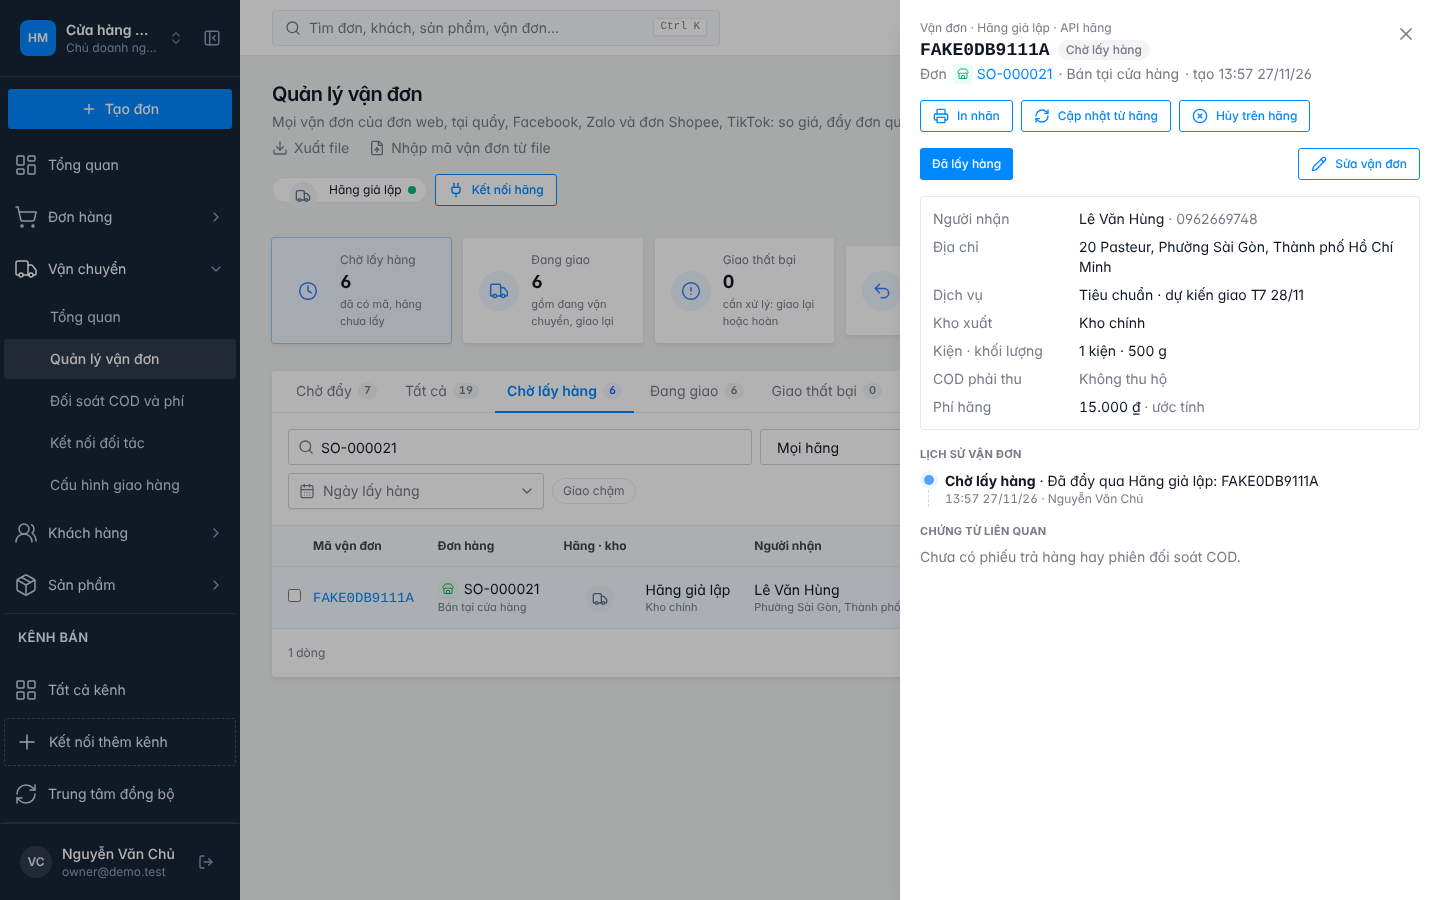 HM
Cửa hàng ...
Chủ doanh ng...
Tạo đơn
Tổng quan
Đơn hàng
Vận chuyển
Tổng quan
Quản lý vận đơn
Đối soát COD và phí
Kết nối đối tác
Cấu hình giao hàng
Khách hàng
Sản phẩm
KÊNH BÁN
Tất cả kênh
Kết nối thêm kênh
Trung tâm đồng bộ
VC
Nguyễn Văn Chủ
owner@demo.test
Tìm đơn, khách, sản phẩm, vận đơn...
Ctrl K
Quản lý vận đơn
Mọi vận đơn của đơn web, tại quầy, Facebook, Zalo và đơn Shopee, TikTok: so giá, đẩy đơn
Xuất file
Nhập mã vận đơn từ file
Hãng giả lập
Kết nối hãng
Chờ lấy hàng
6
đã có mã, hãng
chưa lấy
Đang giao
6
gồm đang vận
chuyển, giao lại
Giao thất bại
0
cần xử lý: giao lại
hoặc hoàn
Chờ đẩy 7
Tất cả 19
Chờ lấy hàng 6
Đang giao 6
Giao thất bại 0
SO-000021
Mọi hãng
Ngày lấy hàng
Giao chậm
Mã vận đơn
Đơn hàng
Hãng · kho
Người nhận
FAKE0DB9111A
SO-000021
Bán tại cửa hàng
Hãng giả lập
Kho chính
Lê Văn Hùng
Phường Sài Gòn, Thành phố
1 dòng
Vận đơn · Hãng giả lập · API hãng
FAKE0DB9111A
Chờ lấy hàng
Đơn SO-000021 · Bán tại cửa hàng · tạo 13:57 27/11/26
In nhãn
Cập nhật từ hãng
Hủy trên hãng
Đã lấy hàng
Sửa vận đơn
Người nhận
Lê Văn Hùng · 0962669748
Địa chỉ
20 Pasteur, Phường Sài Gòn, Thành phố Hồ Chí
Minh
Dịch vụ
Tiêu chuẩn · dự kiến giao T7 28/11
Kho xuất
Kho chính
Kiện · khối lượng
1 kiện · 500 g
COD phải thu
Không thu hộ
Phí hãng
15.000 ₫ · ước tính
LỊCH SỬ VẬN ĐƠN
Chờ lấy hàng · Đã đẩy qua Hãng giả lập: FAKE0DB9111A
13:57 27/11/26 · Nguyễn Văn Chủ
CHỨNG TỪ LIÊN QUAN
Chưa có phiếu trả hàng hay phiên đối soát COD.